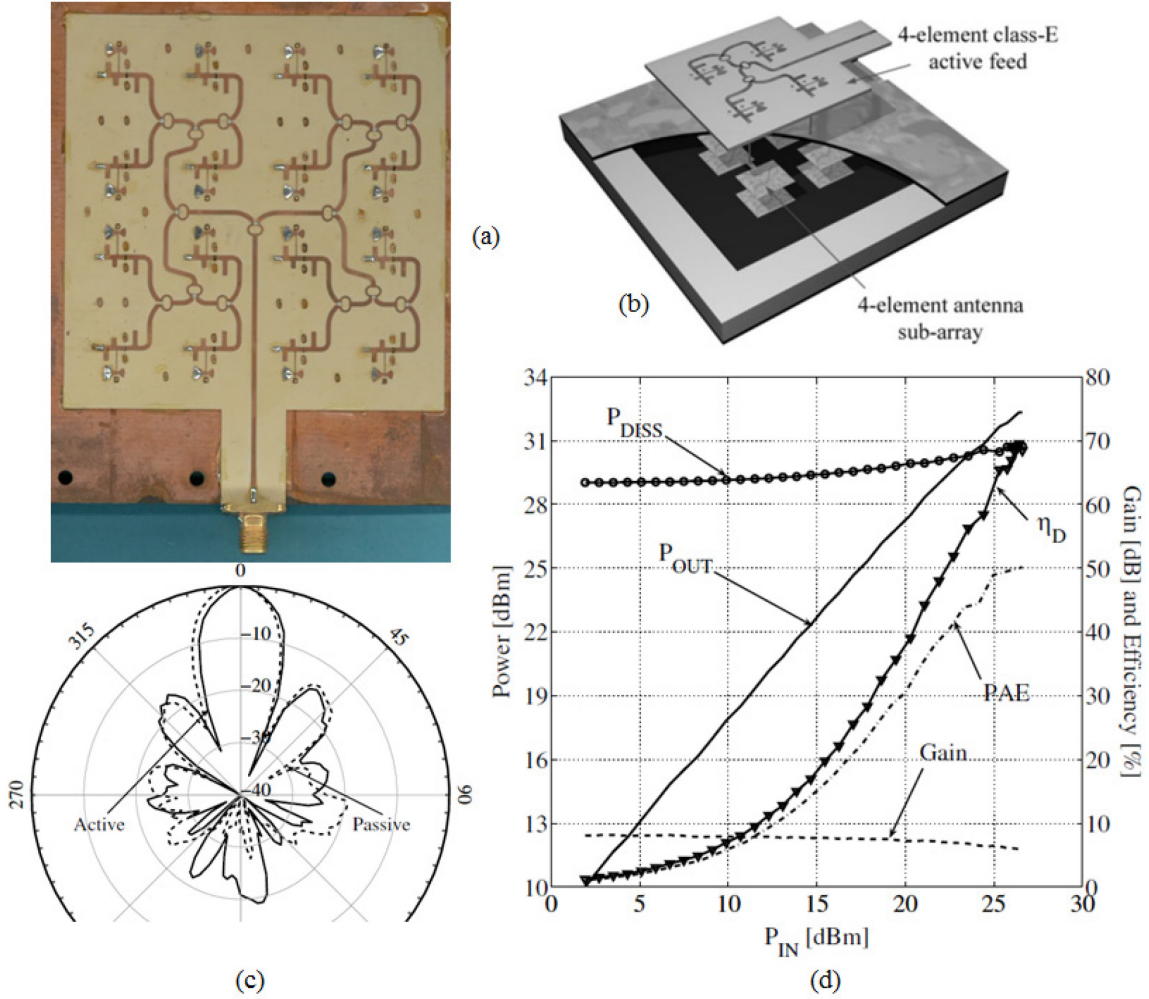 4-element class-E
active feed
(a)
(b)
4-element antenna
sub-array
0
315
45
−10
−20
−30
−40
270
90
Active
Passive
(c)
34
31
28
25
22
19
16
13
10
80
70
60
50
40
30
20
10
0
P_DISS
P_OUT
η_D
PAE
Gain
Power [dBm]
Gain [dB] and Efficiency [%]
0
5
10
15
20
25
30
P_IN [dBm]
(d)